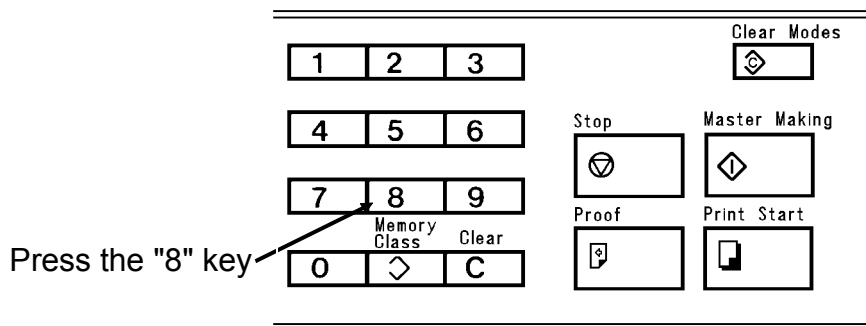 Clear Modes
C
1 2 3
Stop
Master Making
4 5 6
7 8 9
Proof
Print Start
Memory
Class
Clear
Press the "8" key
0 C